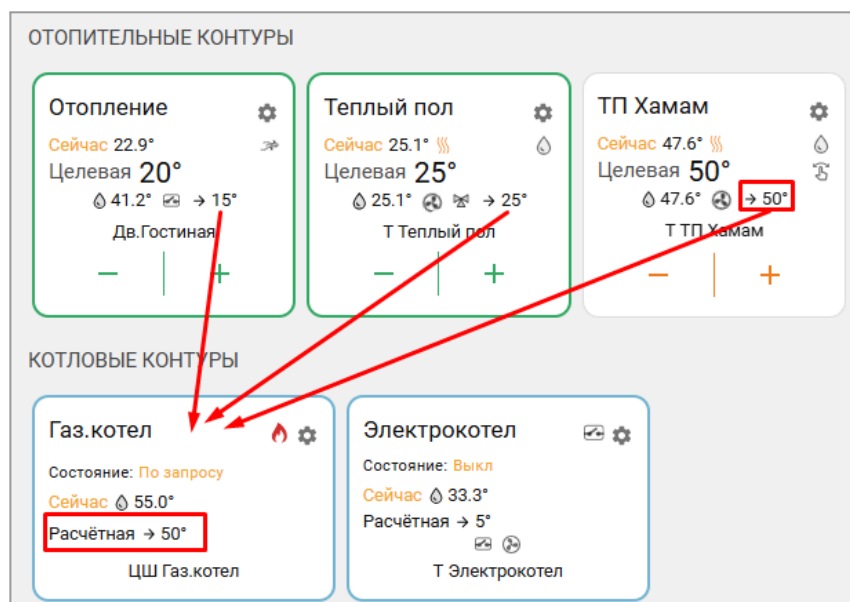 ОТОПИТЕЛЬНЫЕ КОНТУРЫ
Отопление
Сейчас 22.9°
Целевая 20°
41.2° → 15°
Дв.Гостиная
− +
Теплый пол
Сейчас 25.1°
Целевая 25°
25.1° → 25°
Т Теплый пол
− +
ТП Хамам
Сейчас 47.6°
Целевая 50°
47.6° → 50°
Т ТП Хамам
− +
КОТЛОВЫЕ КОНТУРЫ
Газ.котел
Состояние: По запросу
Сейчас 55.0°
Расчётная → 50°
ЦШ Газ.котел
Электрокотел
Состояние: Выкл
Сейчас 33.3°
Расчётная → 5°
Т Электрокотел